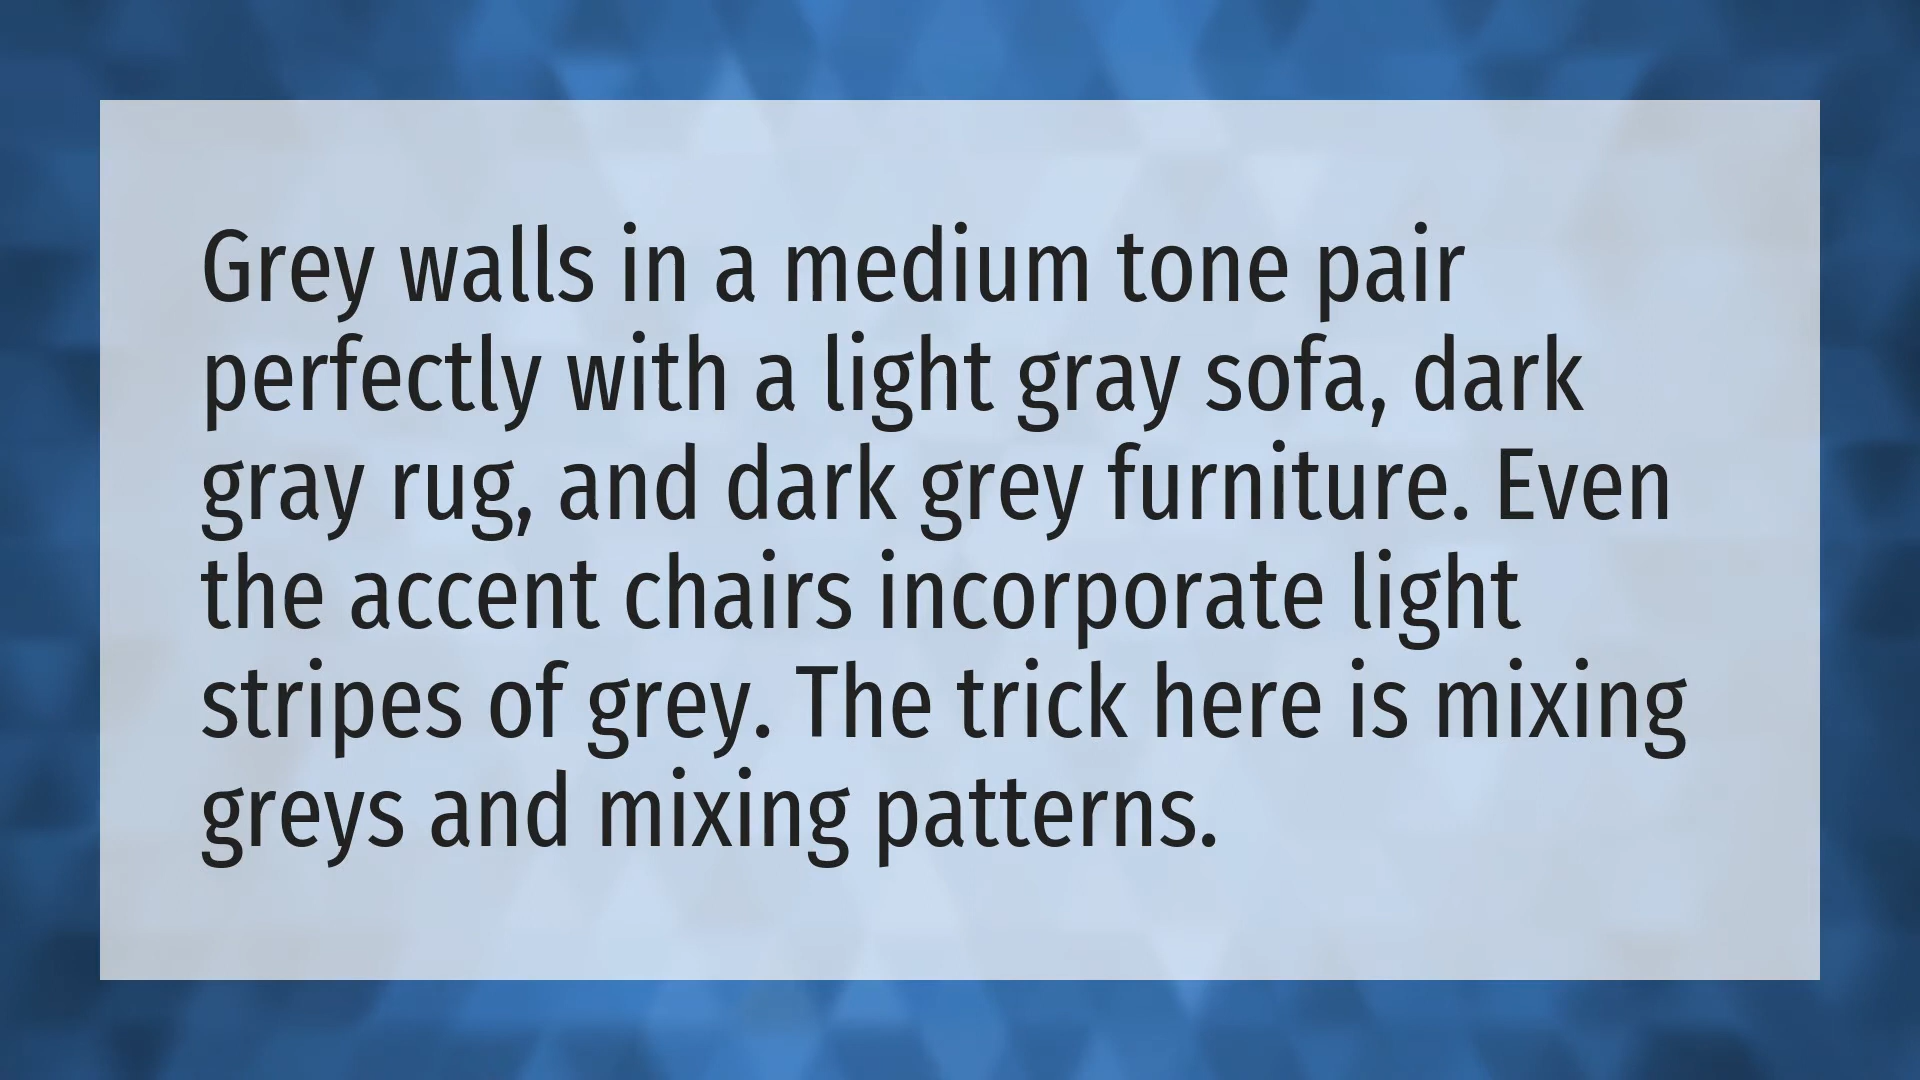 Grey walls in a medium tone pair
perfectly with a light gray sofa, dark
gray rug, and dark grey furniture. Even
the accent chairs incorporate light
stripes of grey. The trick here is mixing
greys and mixing patterns.